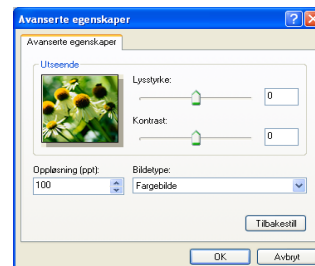 Avanserte egenskaper
Avanserte egenskaper
Utseende
Lysstyrke:
0
Kontrast:
0
Oppløsning (ppt):
Bildetype:
100
Fargebilde
Tilbakestill
OK
Avbryt